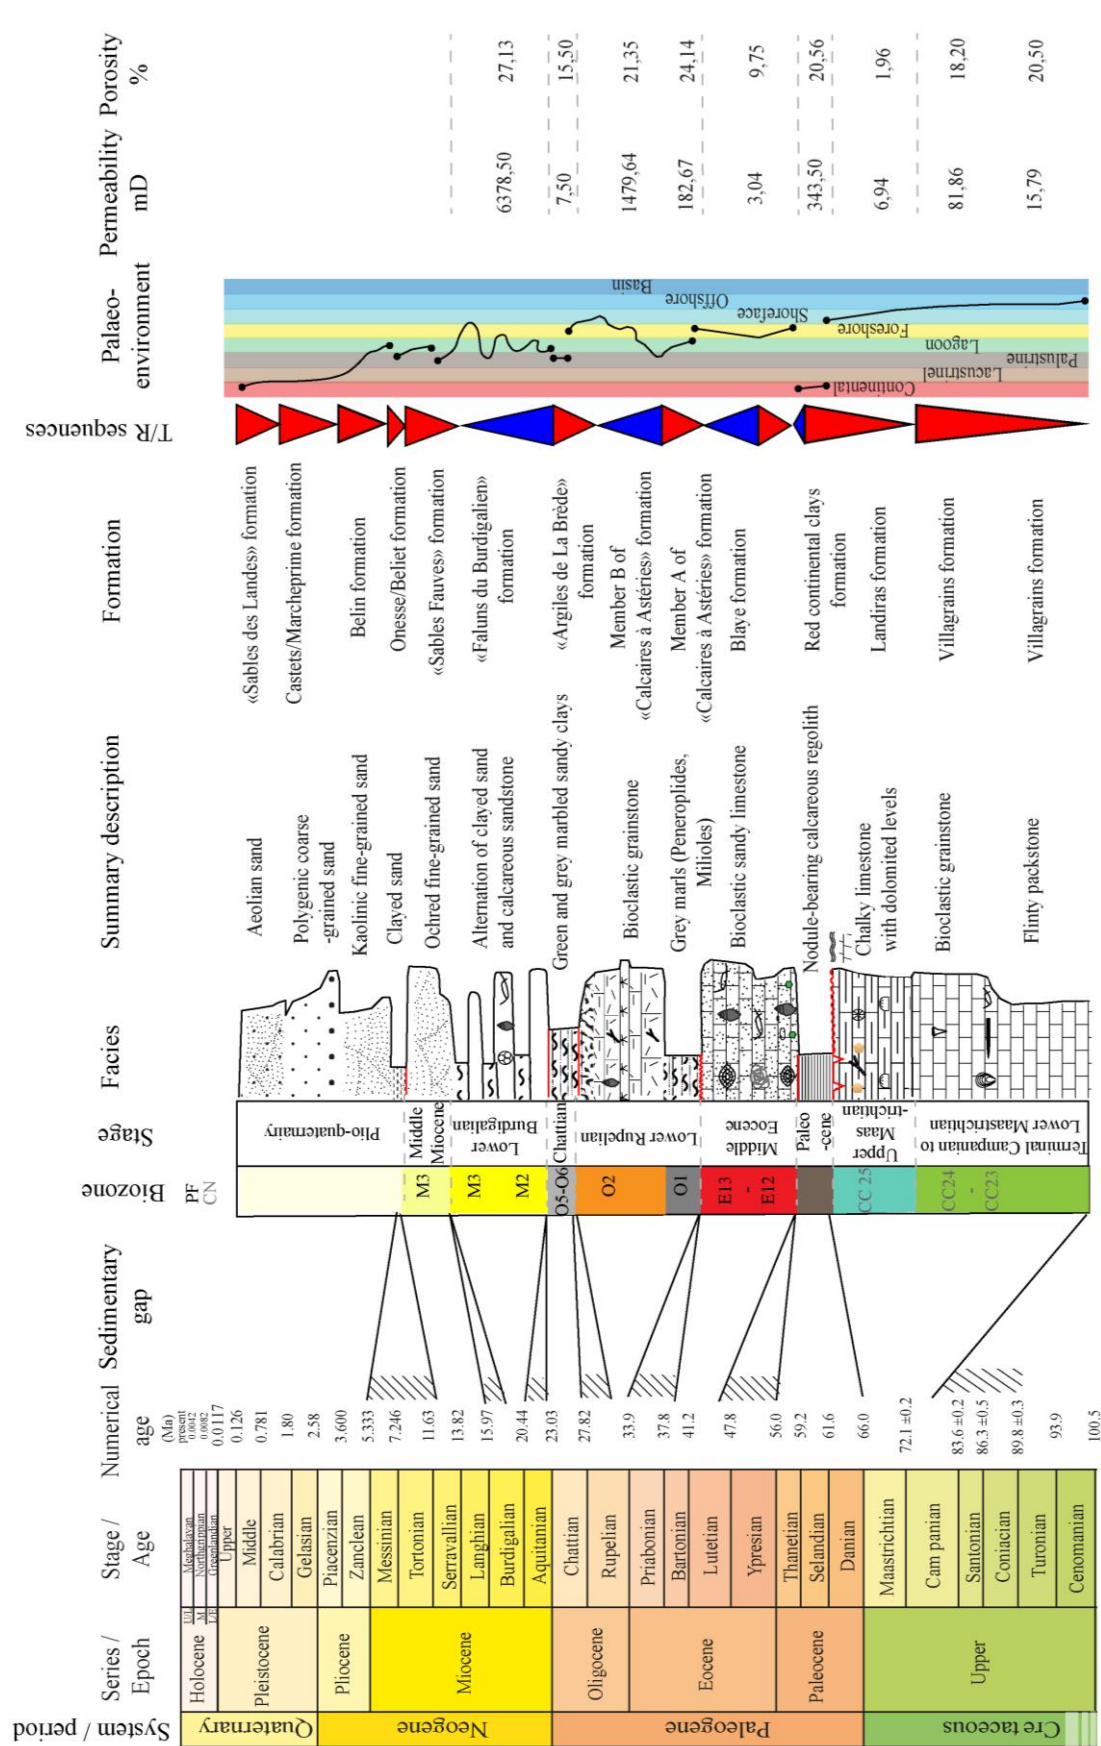 System / period
Series /
Epoch
Stage /
Age
Numerical
age
(Ma)
Sedimentary
gap
Biozone
PF
CN
Stage
Facies
Summary description
Formation
T/R sequences
Palaeo-
environment
Permeability
mD
Porosity
%
Quaternary
Neogene
Paleogene
Cretaceous
Holocene
U/L
M
L/E
Pleistocene
Pliocene
Miocene
Oligocene
Eocene
Paleocene
Upper
Meghalayan
Northgrippian
Greenlandian
Upper
Middle
Calabrian
Gelasian
Piacenzian
Zanclean
Messinian
Tortonian
Serravallian
Langhian
Burdigalian
Aquitanian
Chattian
Rupelian
Priabonian
Bartonian
Lutetian
Ypresian
Thanetian
Selandian
Danian
Maastrichtian
Cam panian
Santonian
Coniacian
Turonian
Cenomanian
present
0.0042
0.0082
0.0117
0.126
0.781
1.80
2.58
3.600
5.333
7.246
11.63
13.82
15.97
20.44
23.03
27.82
33.9
37.8
41.2
47.8
56.0
59.2
61.6
66.0
72.1 ±0.2
83.6 ±0.2
86.3 ±0.5
89.8 ±0.3
93.9
100.5
M3
M3
M2
O5-O6
O2
O1
E13
-
E12
CC 25
CC24
-
CC23
Plio-quaternairy
Middle
Miocene
Lower
Burdigalian
Chattian
Lower Rupelian
Middle
Eocene
Paleo
-cene
Upper
Maas
-trichtian
Terminal Campanian to
Lower Maastrichtian
Aeolian sand
Polygenic coarse
-grained sand
Kaolinic fine-grained sand
Clayed sand
Ochred fine-grained sand
Alternation of clayed sand
and calcareous sandstone
Green and grey marbled sandy clays
Bioclastic grainstone
Grey marls (Peneroplides,
Milioles)
Bioclastic sandy limestone
Nodule-bearing calcareous regolith
Chalky limestone
with dolomited levels
Bioclastic grainstone
Flinty packstone
«Sables des Landes» formation
Castets/Marcheprime formation
Belin formation
Onesse/Beliet formation
«Sables Fauves» formation
«Faluns du Burdigalien»
formation
«Argiles de La Brède»
formation
Member B of
«Calcaires à Astéries» formation
Member A of
«Calcaires à Astéries» formation
Blaye formation
Red continental clays
formation
Landiras formation
Villagrains formation
Villagrains formation
Continental
Lacustrinel
Palustrine
Lagoon
Foreshore
Shoreface
Offshore
Basin
6378,50
7,50
1479,64
182,67
3,04
343,50
6,94
81,86
15,79
27,13
15,50
21,35
24,14
9,75
20,56
1,96
18,20
20,50